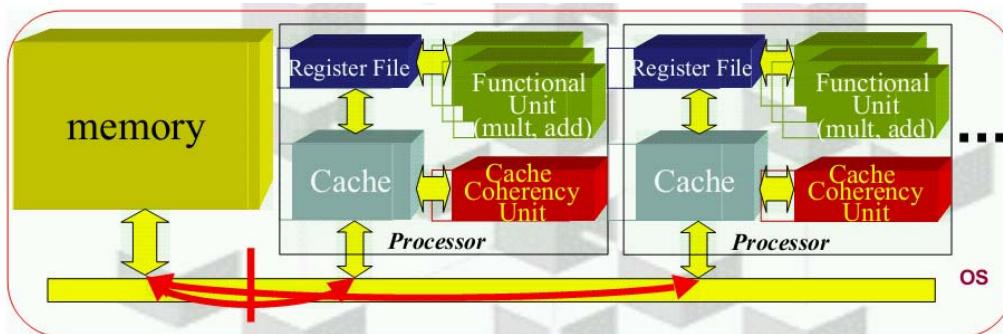 memory
Register File
Functional
Unit
(mult, add)
Cache
Cache
Coherency
Unit
Processor
Register File
Functional
Unit
(mult, add)
Cache
Cache
Coherency
Unit
Processor
OS